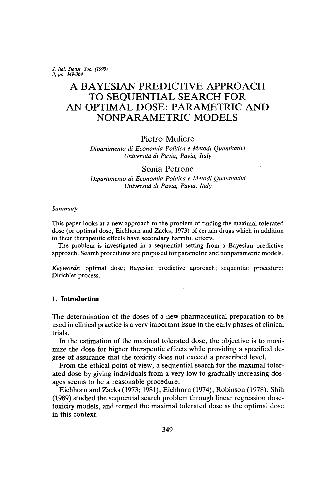 J. Ital. Statist. Soc. (1993)
3, pp. 349-364
A BAYESIAN PREDICTIVE APPROACH
TO SEQUENTIAL SEARCH FOR
AN OPTIMAL DOSE: PARAMETRIC AND
NONPARAMETRIC MODELS
Pietro Muliere
Dipartimento di Economia Politica e Metodi Quantitativi
Università di Pavia, Pavia, Italy
Sonia Petrone
Dipartimento di Economia Politica e Metodi Quantitativi
Università di Pavia, Pavia, Italy
Summary
This paper looks at a new approach to the problem of finding the maximal tolerated
dose (or optimal dose, Eichhorn and Zacks, 1973) of certain drugs which in addition
to their therapeutic effects have secondary harmful effects.
The problem is investigated in a sequential setting from a Bayesian predictive
approach. Search procedures are proposed for parametric and nonparametric models.
Keywords: optimal dose; Bayesian predictive approach; sequential procedure;
Dirichlet process.
1. Introduction
The determination of the doses of a new pharmaceutical preparation to be
used in clinical practice is a very important issue in the early phases of clinical
trials.
In the estimation of the maximal tolerated dose, the objective is to maxi-
mize the dose for higher therapeutic effects while providing a specified de-
gree of assurance that the toxicity does not exceed a prescribed level.
From the ethical point of view, a sequential search for the maximal toler-
ated dose by giving individuals from a very low to gradually increasing dos-
ages seems to be a reasonable procedure.
Eichhorn and Zacks (1973; 1981), Eichhorn (1974), Robinson (1978), Shih
(1989) studied the sequential search problem through linear regression dose-
toxicity models, and termed the maximal tolerated dose as the optimal dose
in this context.
349